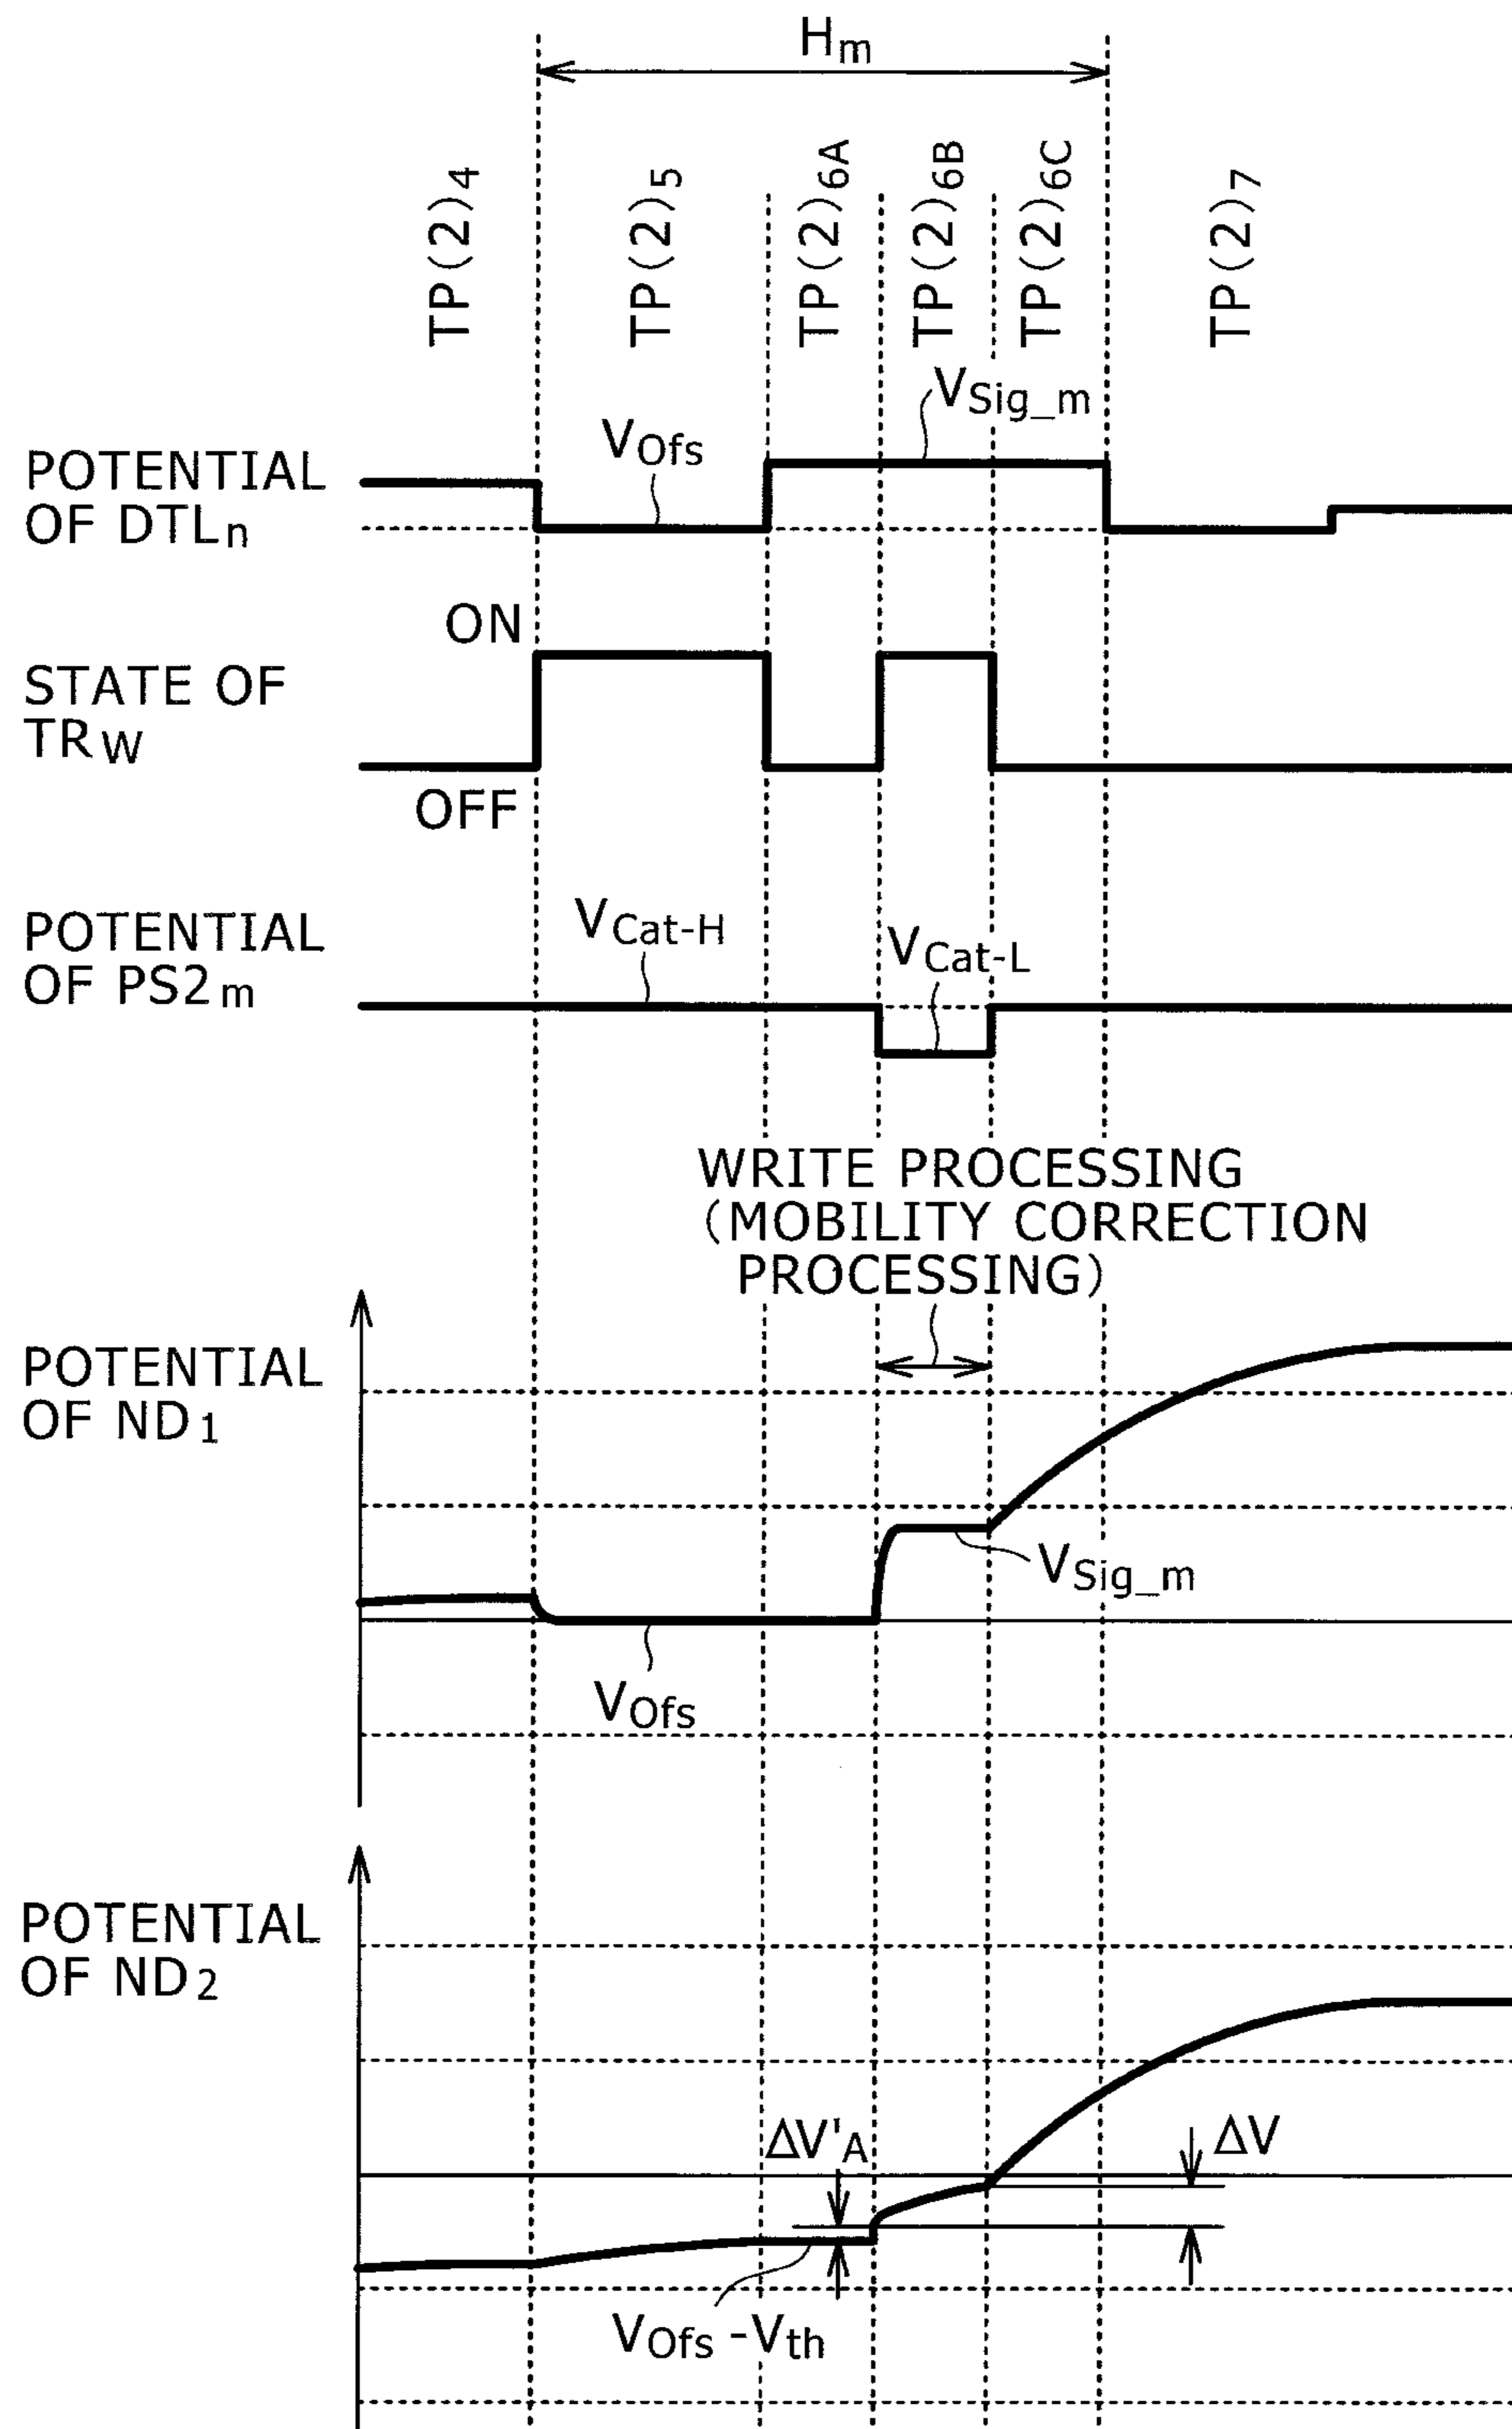 Hm
TP(2)4
TP(2)5
TP(2)6A
TP(2)6B
TP(2)6C
TP(2)7
POTENTIAL
OF DTLn
VOfs
VSig_m
STATE OF
TRW
ON
OFF
POTENTIAL
OF PS2m
VCat-H
VCat-L
WRITE PROCESSING
(MOBILITY CORRECTION
PROCESSING)
POTENTIAL
OF ND1
VSig_m
VOfs
POTENTIAL
OF ND2
ΔV'A
ΔV
VOfs -Vth